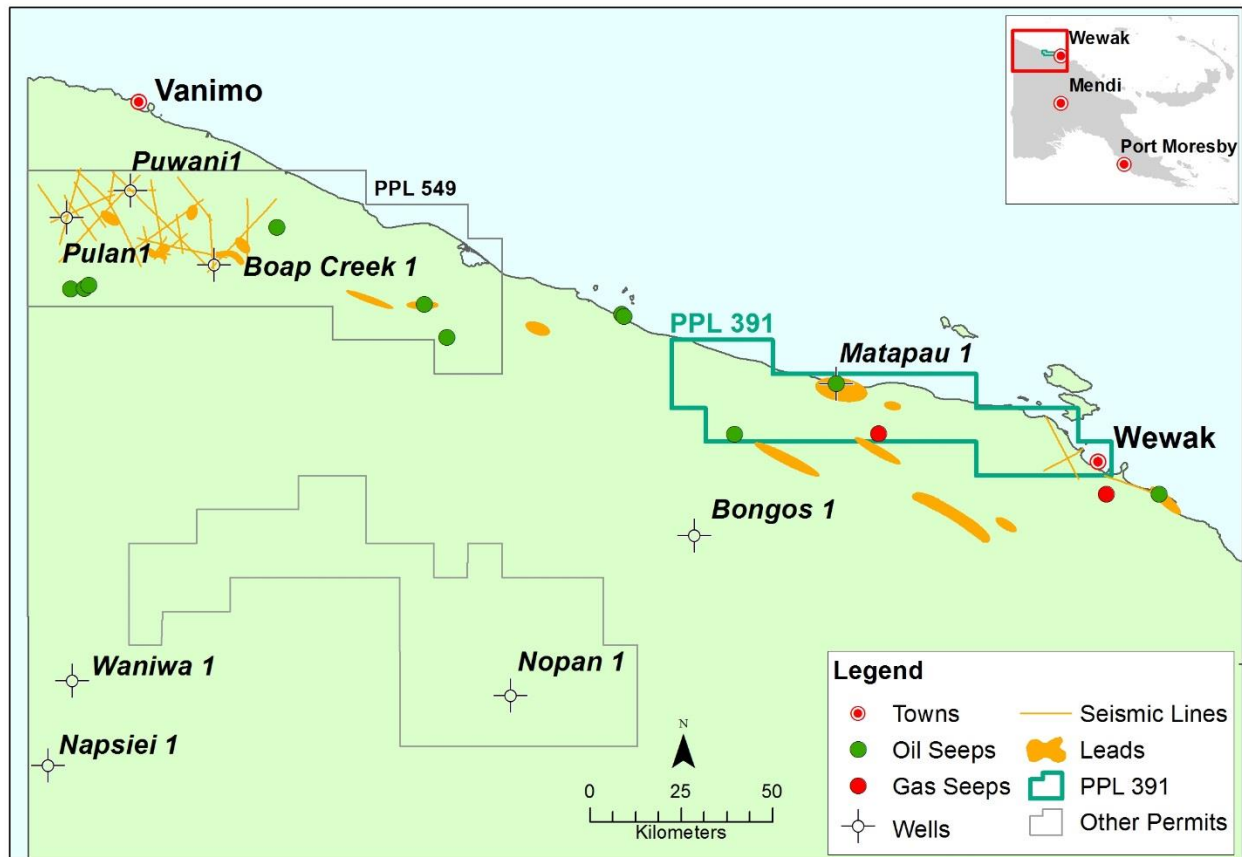 Wewak
Mendi
Port Moresby
Vanimo
Puwani1
PPL 549
Pulan1
Boap Creek 1
PPL 391
Matapau 1
Wewak
Bongos 1
Waniwa 1
Nopan 1
Napsiei 1
N
0 25 50
Kilometers
Legend
Towns
Oil Seeps
Gas Seeps
Wells
Seismic Lines
Leads
PPL 391
Other Permits